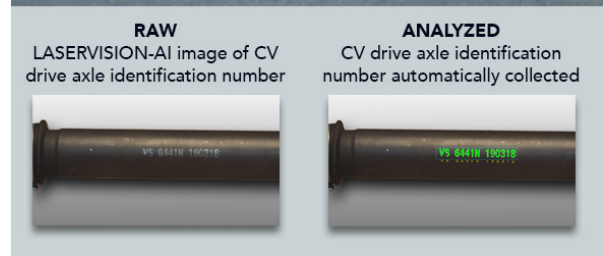 RAW
LASERVISION-AI image of CV
drive axle identification number
VS 6441N 190318
ANALYZED
CV drive axle identification
number automatically collected
VS 6441N 190318